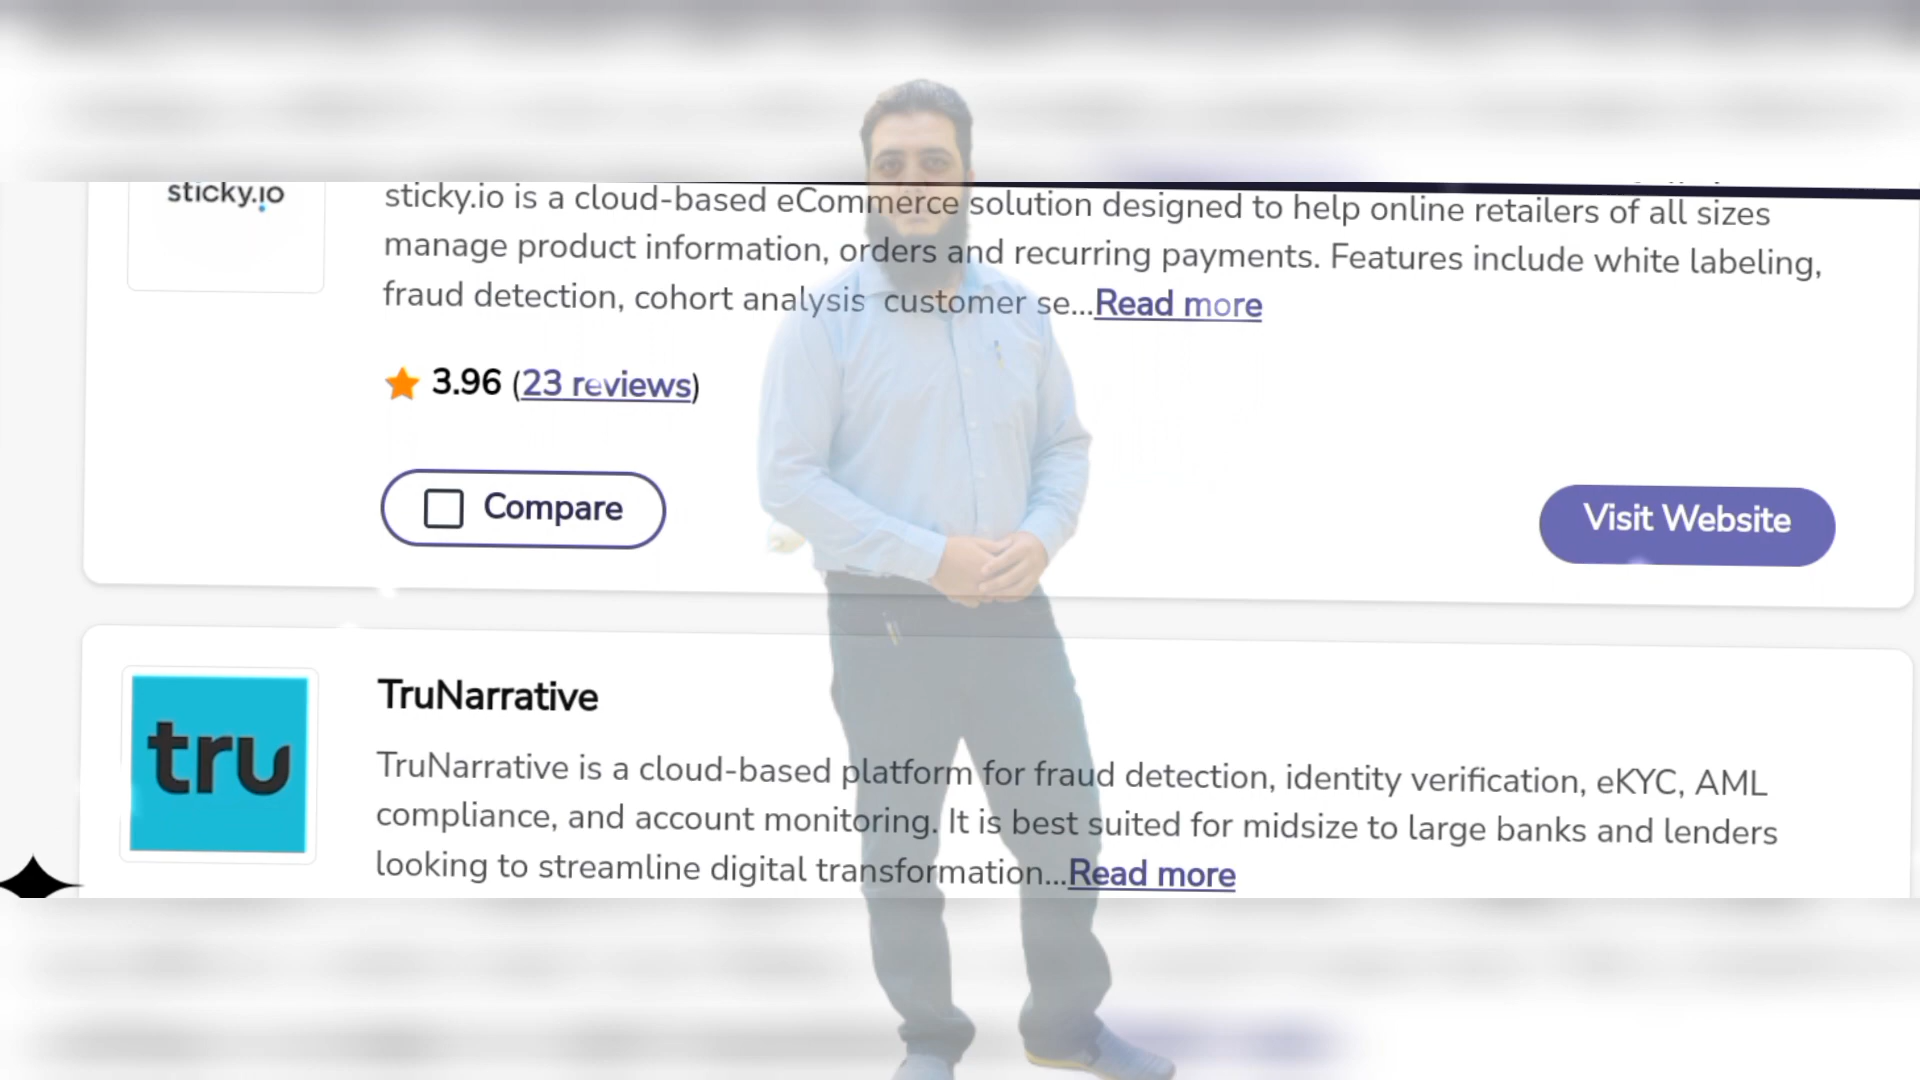 sticky.io
sticky.io is a cloud-based eCommerce solution designed to help online retailers of all sizes
manage product information, orders and recurring payments. Features include white labeling,
fraud detection, cohort analysis customer se...Read more
3.96 (23 reviews)
Compare
Visit Website
tru
TruNarrative
TruNarrative is a cloud-based platform for fraud detection, identity verification, eKYC, AML
compliance, and account monitoring. It is best suited for midsize to large banks and lenders
looking to streamline digital transformation...Read more